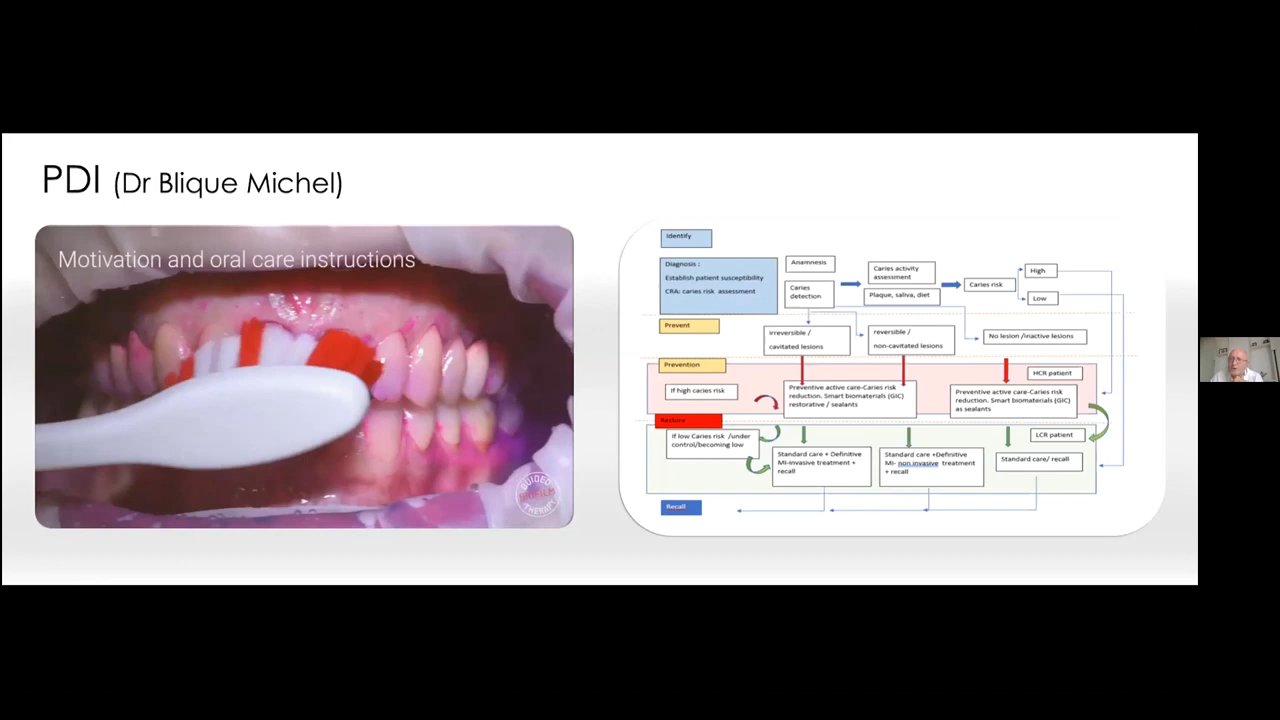 PDI (Dr Blique Michel)
Motivation and oral care instructions
GUIDED
BIOFILM
THERAPY
Identify
Diagnosis :
Establish patient susceptibility
CRA: caries risk assessment
Anamnesis
Caries
detection
Caries activity
assessment
Plaque, saliva, diet
Caries risk
High
Low
Prevent
irreversible /
cavitated lesions
reversible /
non-cavitated lesions
No lesion /inactive lesions
Prevention
HCR patient
If high caries risk
Preventive active care-Caries risk
reduction. Smart biomaterials (GIC)
restorative / sealants
Preventive active care-Caries risk
reduction. Smart biomaterials (GIC)
as sealants
Restore
If low Caries risk /under
control/becoming low
LCR patient
Standard care + Definitive
MI-invasive treatment +
recall
Standard care +Definitive
MI- non invasive treatment
+ recall
Standard care/ recall
Recall